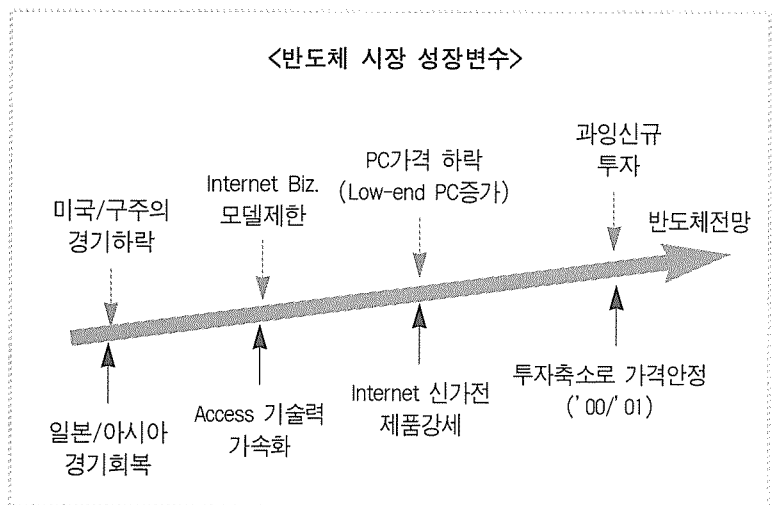 <반도체 시장 성장변수>
미국/구주의
경기하락
Internet Biz.
모델제한
PC가격 하락
(Low-end PC증가)
과잉신규
투자
반도체전망
일본/아시아
경기회복
Access 기술력
가속화
Internet 신가전
제품강세
투자축소로 가격안정
('00/'01)